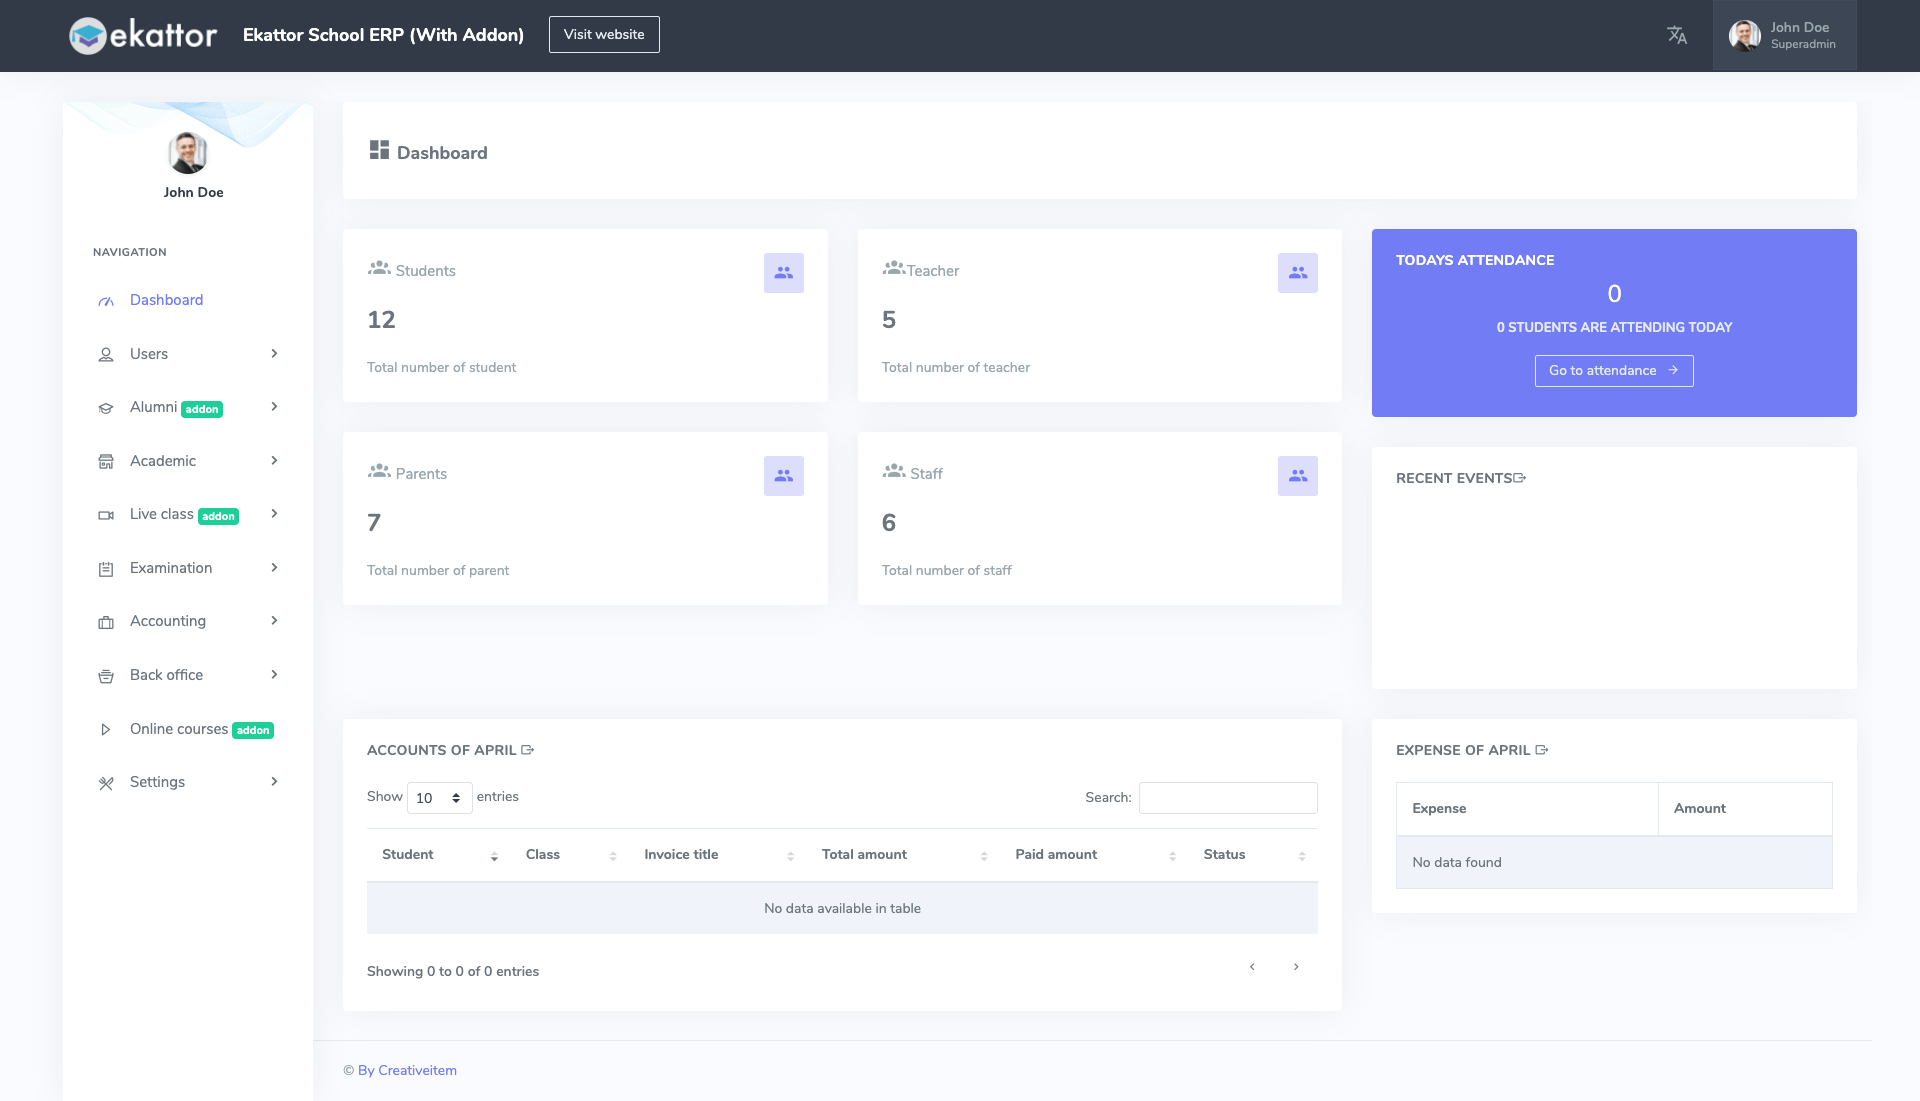 ekattor
Ekattor School ERP (With Addon)
Visit website
John Doe
Superadmin
John Doe
NAVIGATION
Dashboard
Users
Alumni addon
Academic
Live class addon
Examination
Accounting
Back office
Online courses addon
Settings
Dashboard
Students
12
Total number of student
Teacher
5
Total number of teacher
Parents
7
Total number of parent
Staff
6
Total number of staff
TODAYS ATTENDANCE
0
0 STUDENTS ARE ATTENDING TODAY
Go to attendance
RECENT EVENTS
ACCOUNTS OF APRIL
Show 10 entries
Search:
Student Class Invoice title Total amount Paid amount Status
No data available in table
Showing 0 to 0 of 0 entries
EXPENSE OF APRIL
Expense Amount
No data found
© By Creativeitem